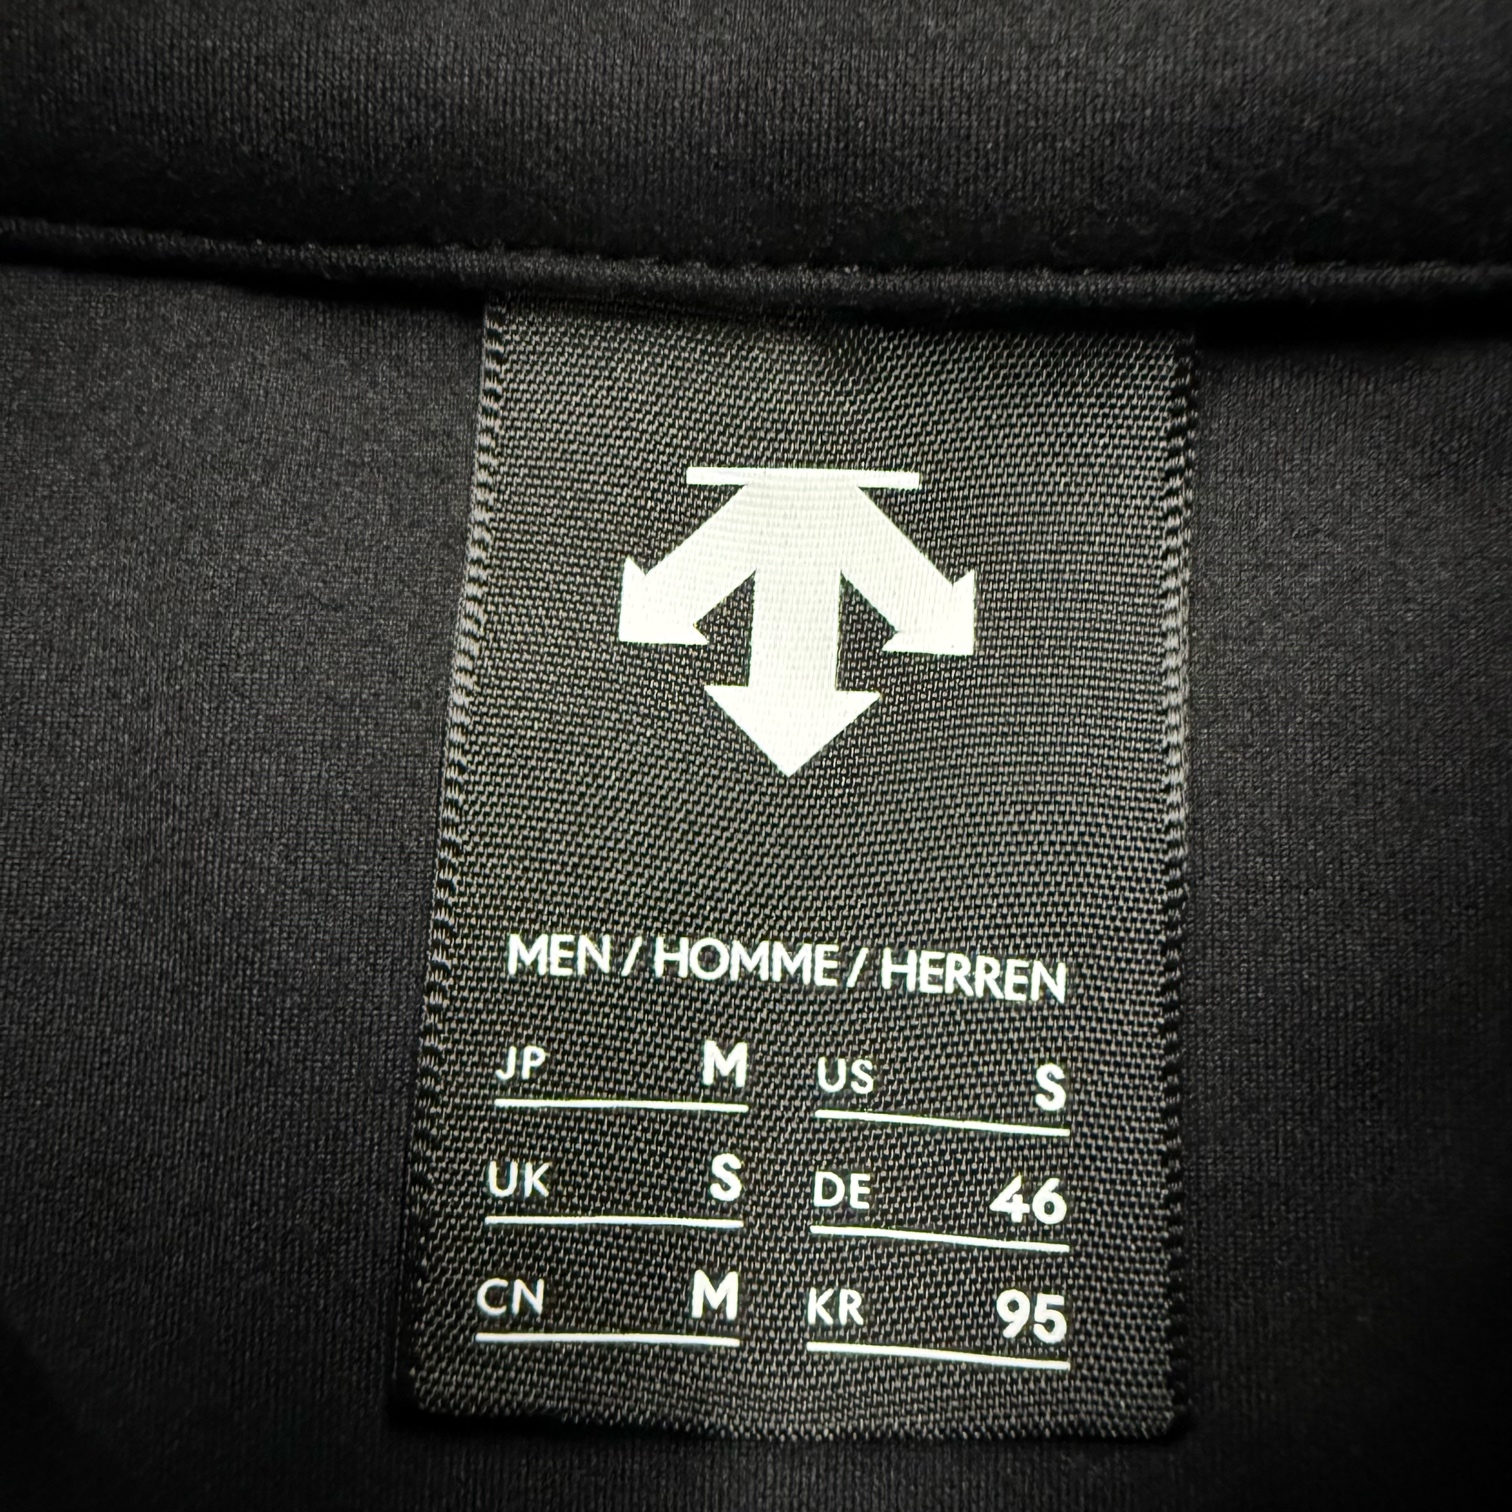 MEN / HOMME / HERREN
JP M US S
UK S DE 46
CN M KR 95